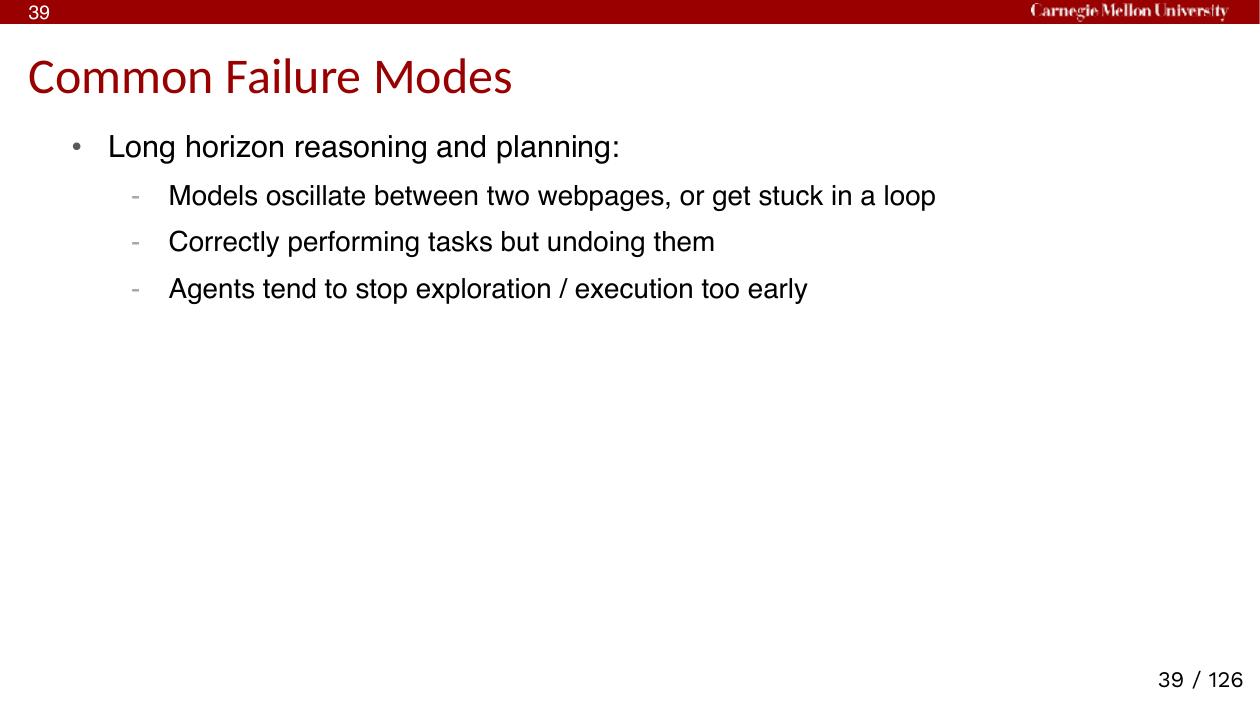 39
Carnegie Mellon University
Common Failure Modes
• Long horizon reasoning and planning:
- Models oscillate between two webpages, or get stuck in a loop
- Correctly performing tasks but undoing them
- Agents tend to stop exploration / execution too early
39 / 126